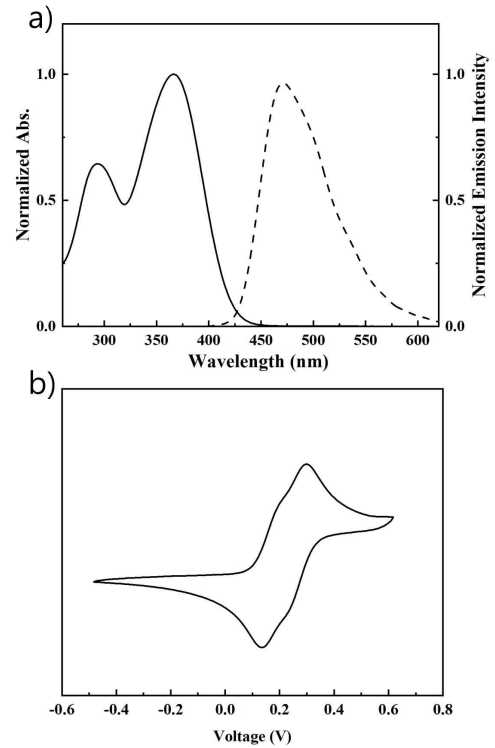 a)
Normalized Abs.
1.0
0.5
0.0
Normalized Emission Intensity
1.0
0.5
0.0
300 350 400 450 500 550 600
Wavelength (nm)
b)
-0.6 -0.4 -0.2 0.0 0.2 0.4 0.6 0.8
Voltage (V)